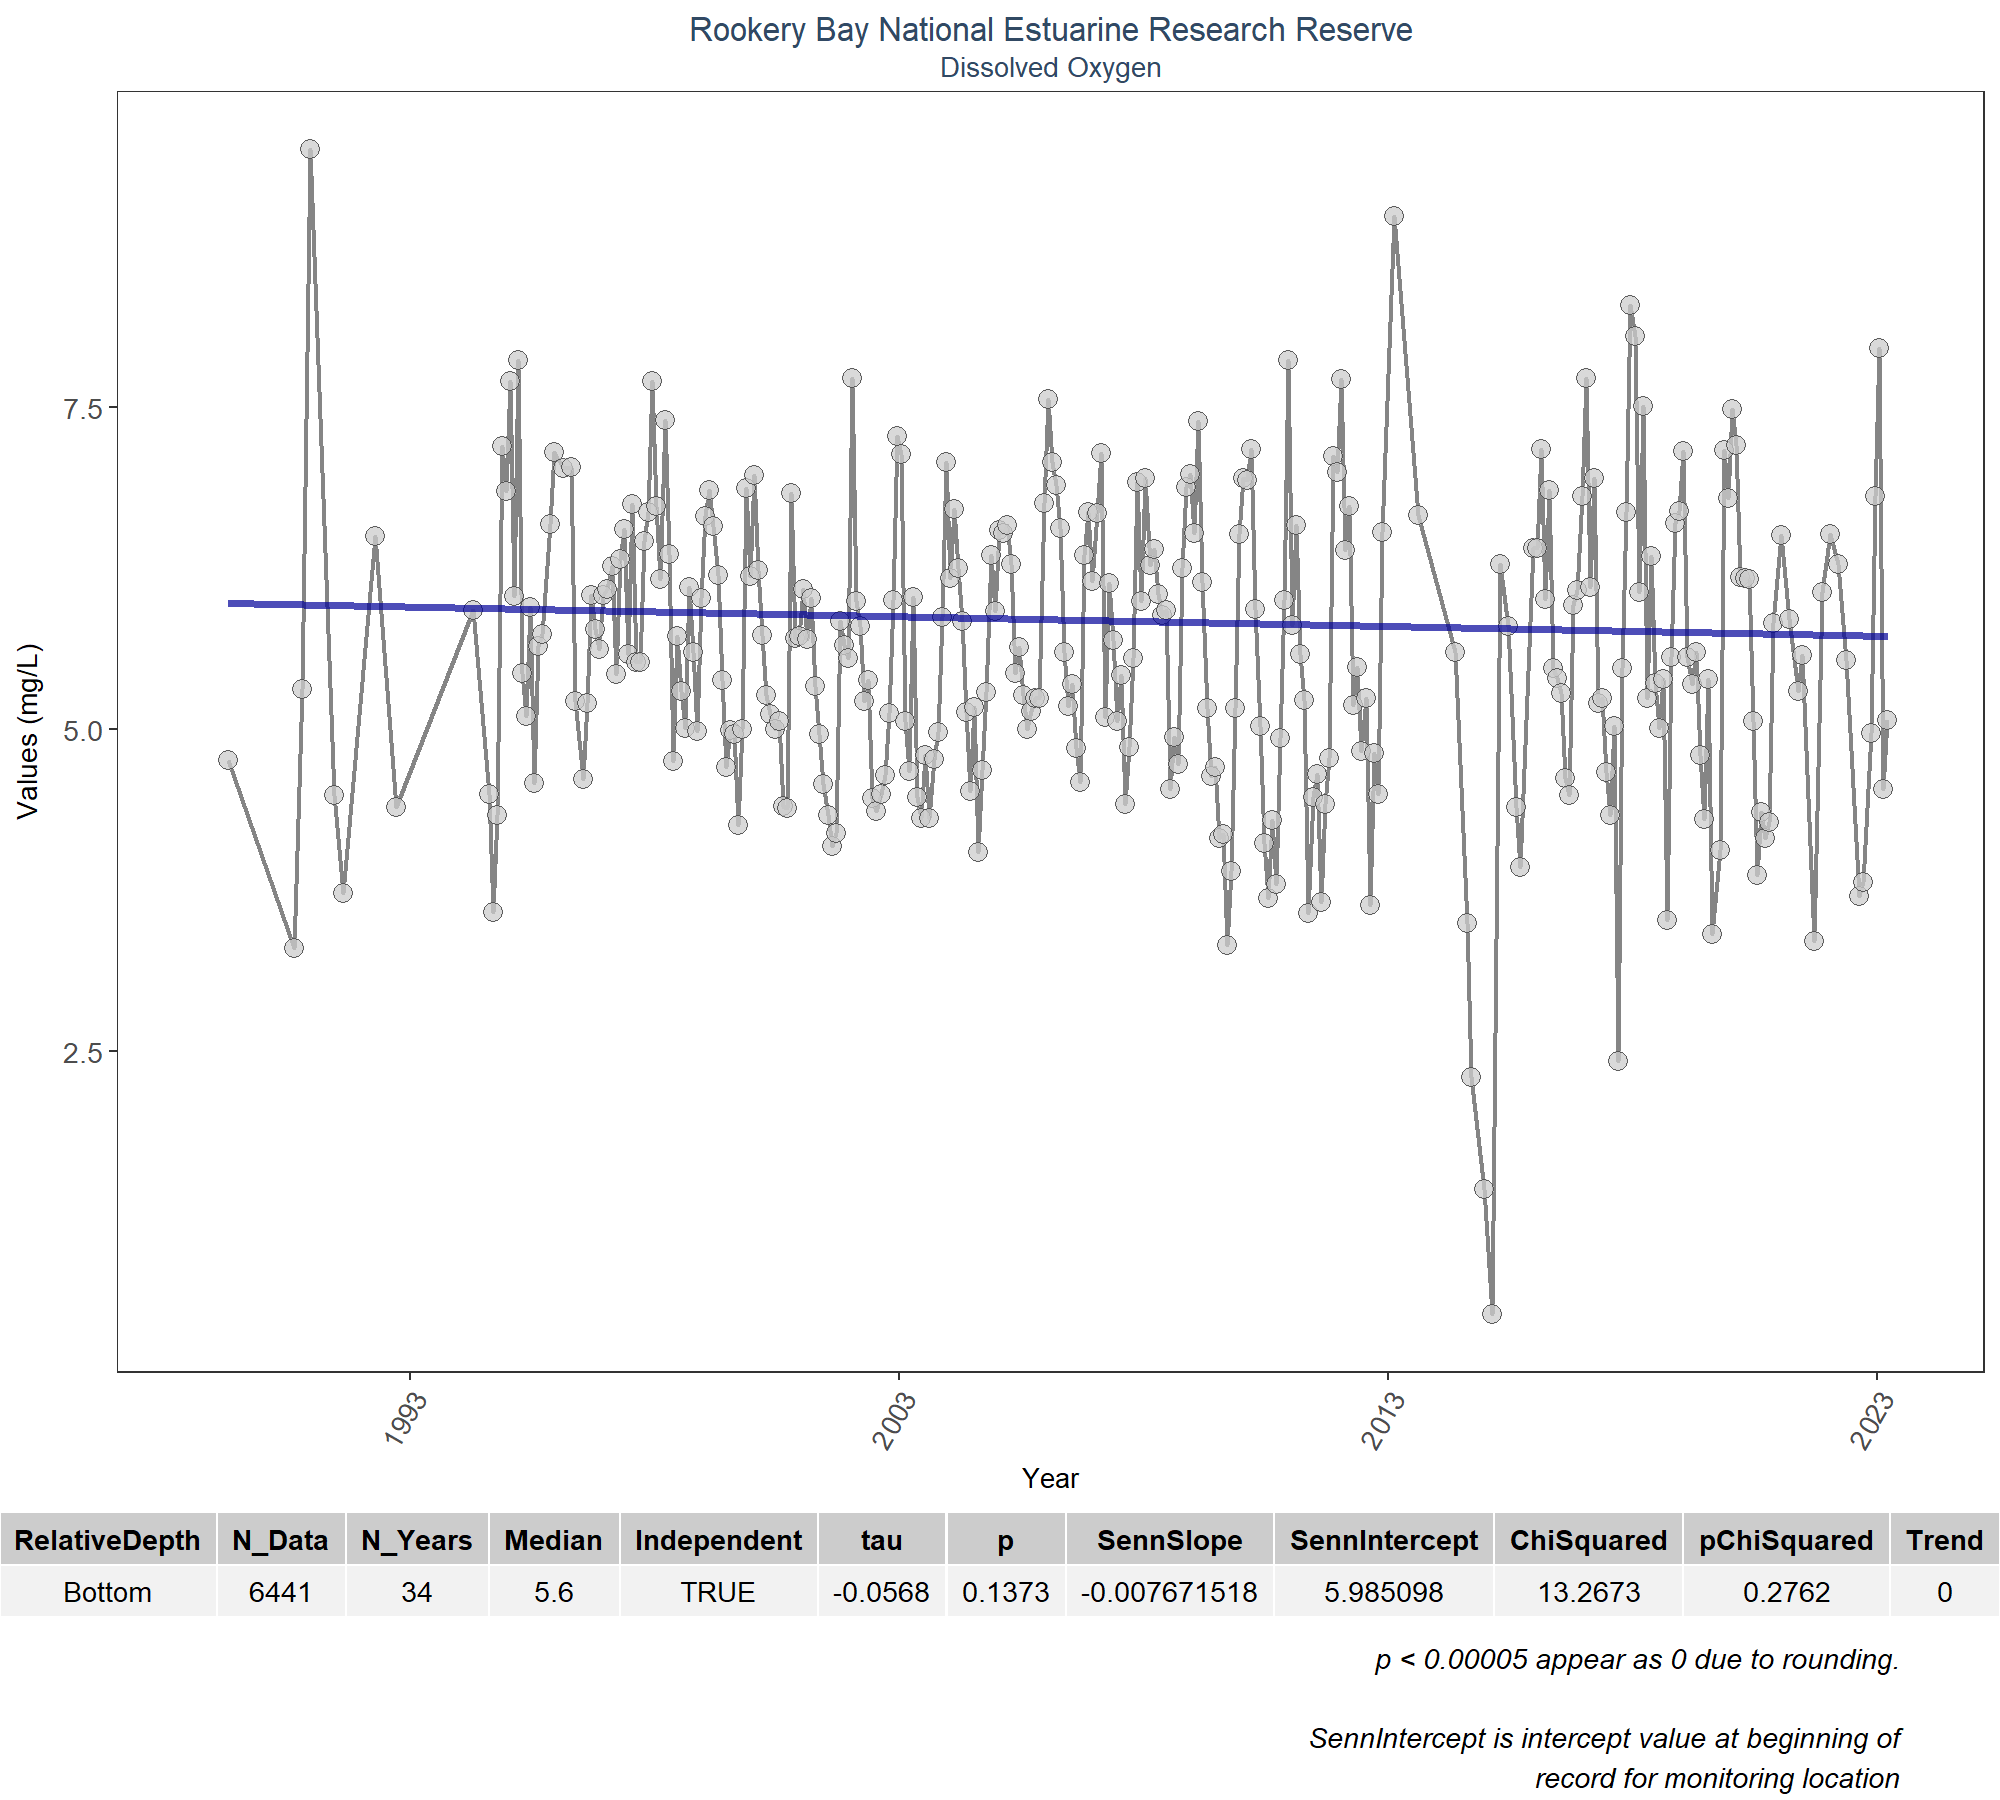 Rookery Bay National Estuarine Research Reserve
Dissolved Oxygen
Values (mg/L)
7.5
5.0
2.5
1993 2003 2013 2023
Year
RelativeDepth N_Data N_Years Median Independent tau p SennSlope SennIntercept ChiSquared pChiSquared Trend
Bottom 6441 34 5.6 TRUE -0.0568 0.1373 -0.007671518 5.985098 13.2673 0.2762 0
p < 0.00005 appear as 0 due to rounding.
SennIntercept is intercept value at beginning of
record for monitoring location